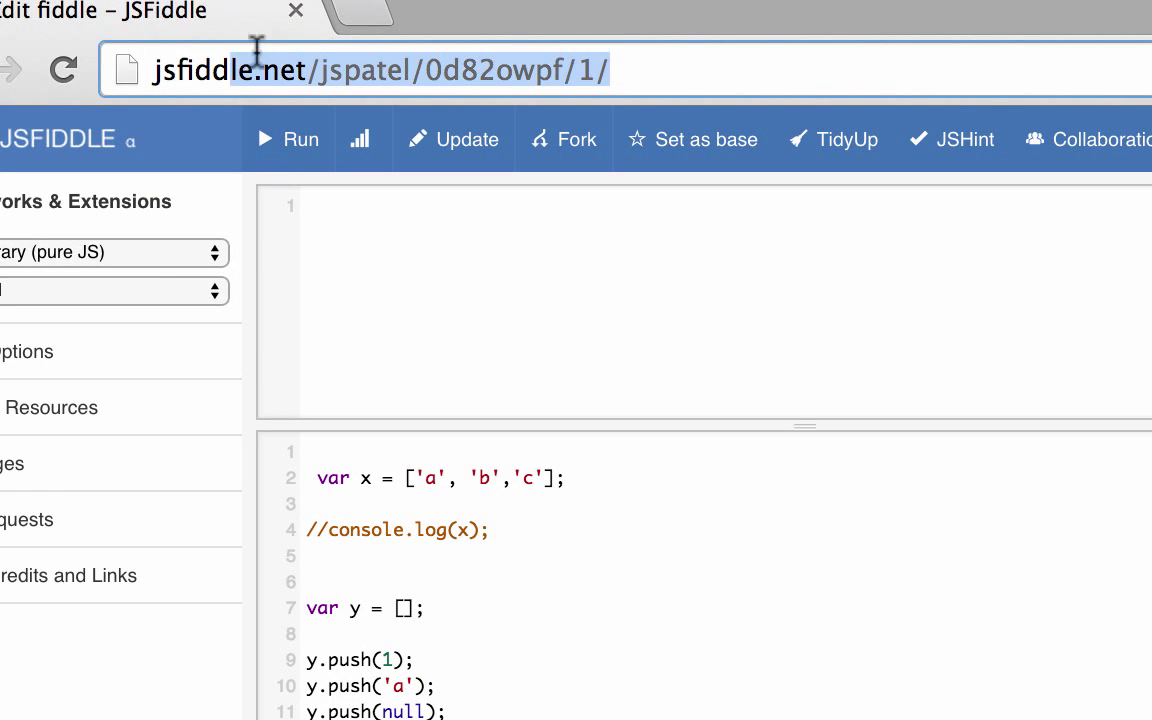 Edit fiddle – JSFiddle
jsfiddle.net/jspatel/0d82owpf/1/
JSFIDDLE α
Run
Update
Fork
Set as base
TidyUp
JSHint
Collaboratio
orks & Extensions
rary (pure JS)
ptions
Resources
ges
quests
redits and Links
1
1
2 var x = ['a', 'b','c'];
3
4 //console.log(x);
5
6
7 var y = [];
8
9 y.push(1);
10 y.push('a');
11 y.push(null);